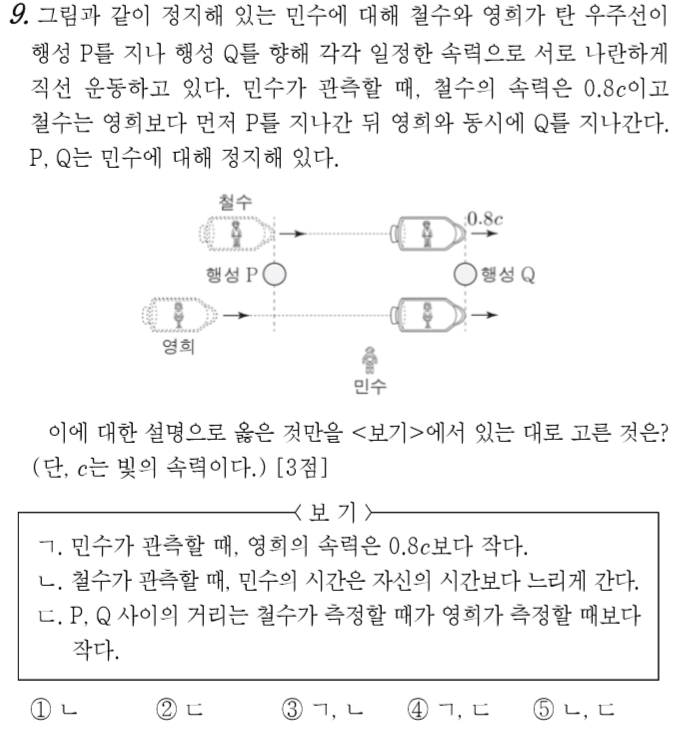 9. 그림과 같이 정지해 있는 민수에 대해 철수와 영희가 탄 우주선이
행성 P를 지나 행성 Q를 향해 각각 일정한 속력으로 서로 나란하게
직선 운동하고 있다. 민수가 관측할 때, 철수의 속력은 0.8c이고
철수는 영희보다 먼저 P를 지나간 뒤 영희와 동시에 Q를 지나간다.
P, Q는 민수에 대해 정지해 있다.
철수
0.8c
행성 P
행성 Q
영희
민수
이에 대한 설명으로 옳은 것만을 <보기>에서 있는 대로 고른 것은?
(단, c는 빛의 속력이다.) [3점]
<보 기>
ㄱ. 민수가 관측할 때, 영희의 속력은 0.8c보다 작다.
ㄴ. 철수가 관측할 때, 민수의 시간은 자신의 시간보다 느리게 간다.
ㄷ. P, Q 사이의 거리는 철수가 측정할 때가 영희가 측정할 때보다
작다.
① ㄴ ② ㄷ ③ ㄱ, ㄴ ④ ㄱ, ㄷ ⑤ ㄴ, ㄷ